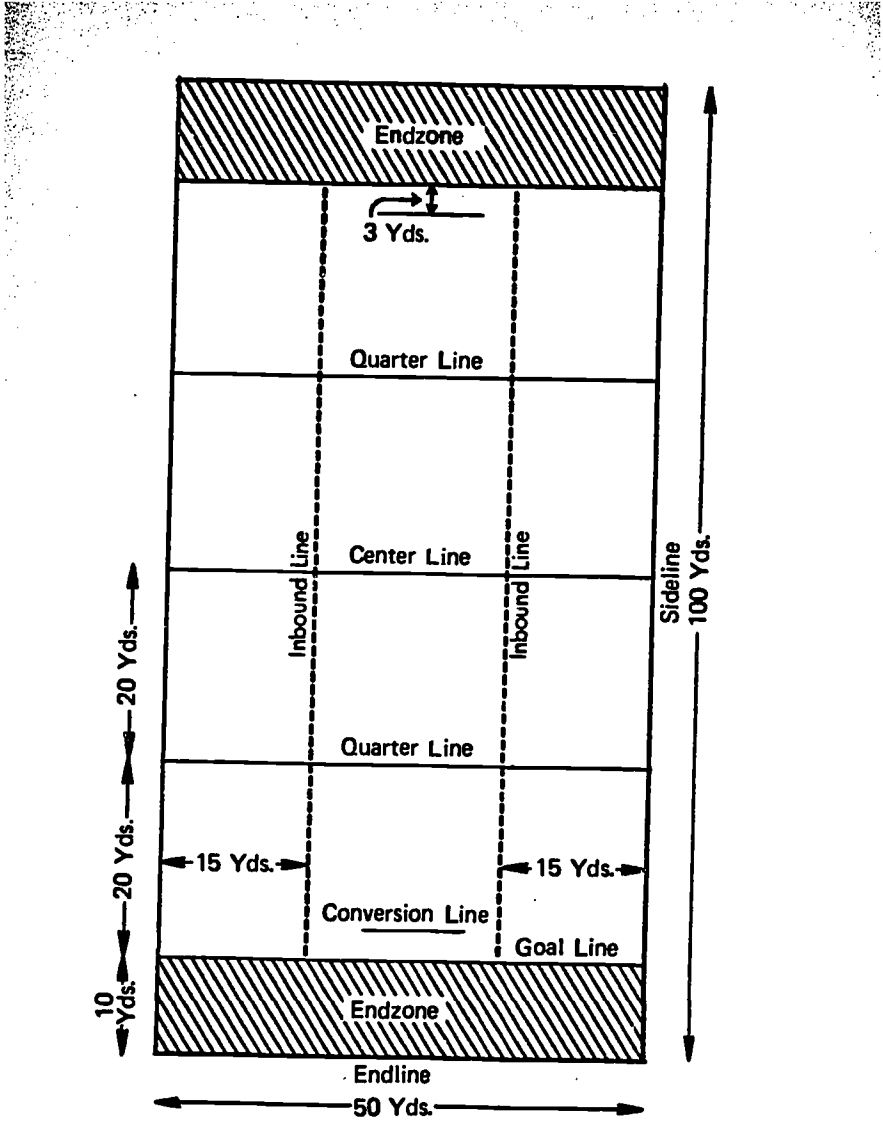 Endzone
3 Yds.
Quarter Line
Center Line
Inbound Line
Inbound Line
Sideline
100 Yds.
20 Yds.
Quarter Line
20 Yds.
15 Yds.
15 Yds.
Conversion Line
Goal Line
10
Yds.
Endzone
Endline
50 Yds.